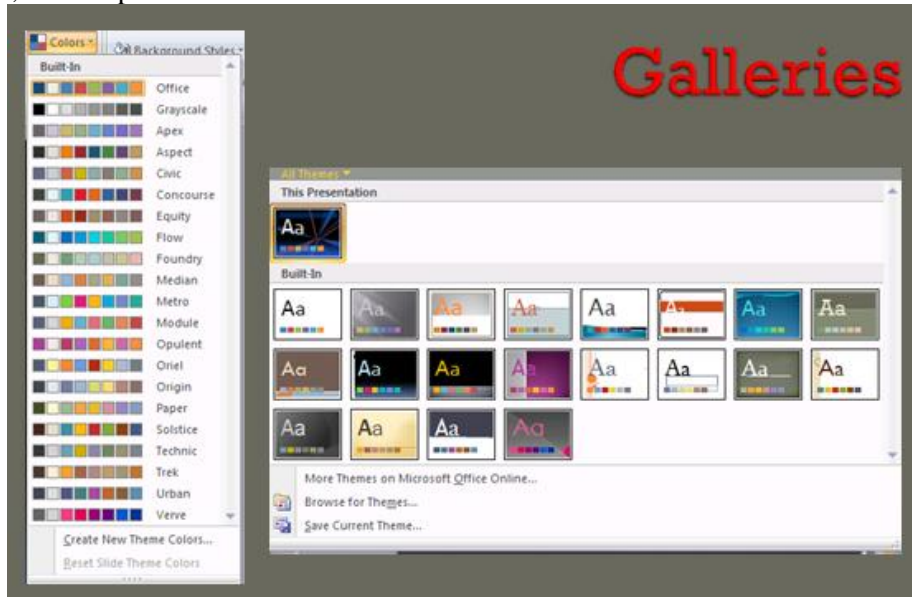 Colors
Background Styles
Built-In
Office
Grayscale
Apex
Aspect
Civic
Concourse
Equity
Flow
Foundry
Median
Metro
Module
Opulent
Oriel
Origin
Paper
Solstice
Technic
Trek
Urban
Verve
Create New Theme Colors...
Reset Slide Theme Colors
Galleries
All Themes
This Presentation
Aa
Built-In
Aa Aa Aa Aa Aa Aa Aa Aa
Aa Aa Aa Aa Aa Aa Aa Aa
Aa Aa Aa Aa
More Themes on Microsoft Office Online...
Browse for Themes...
Save Current Theme...